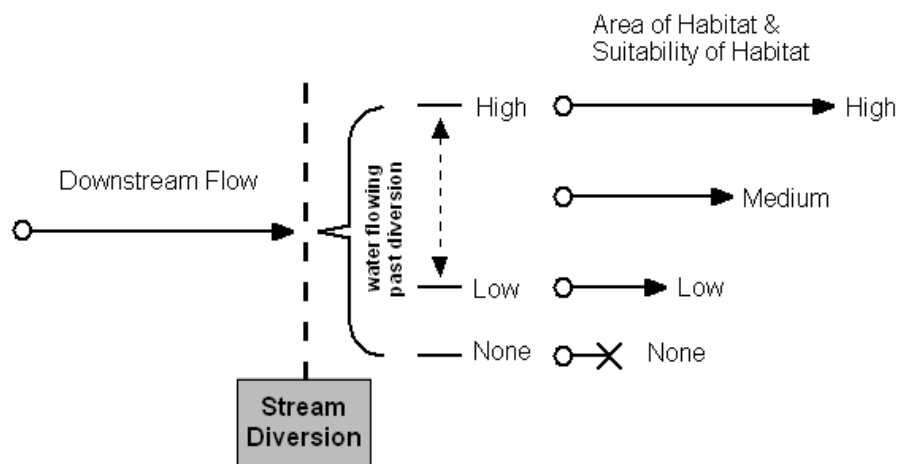 Area of Habitat &
Suitability of Habitat
High
High
Downstream Flow
water flowing
past diversion
Medium
Low
Low
None
None
Stream
Diversion